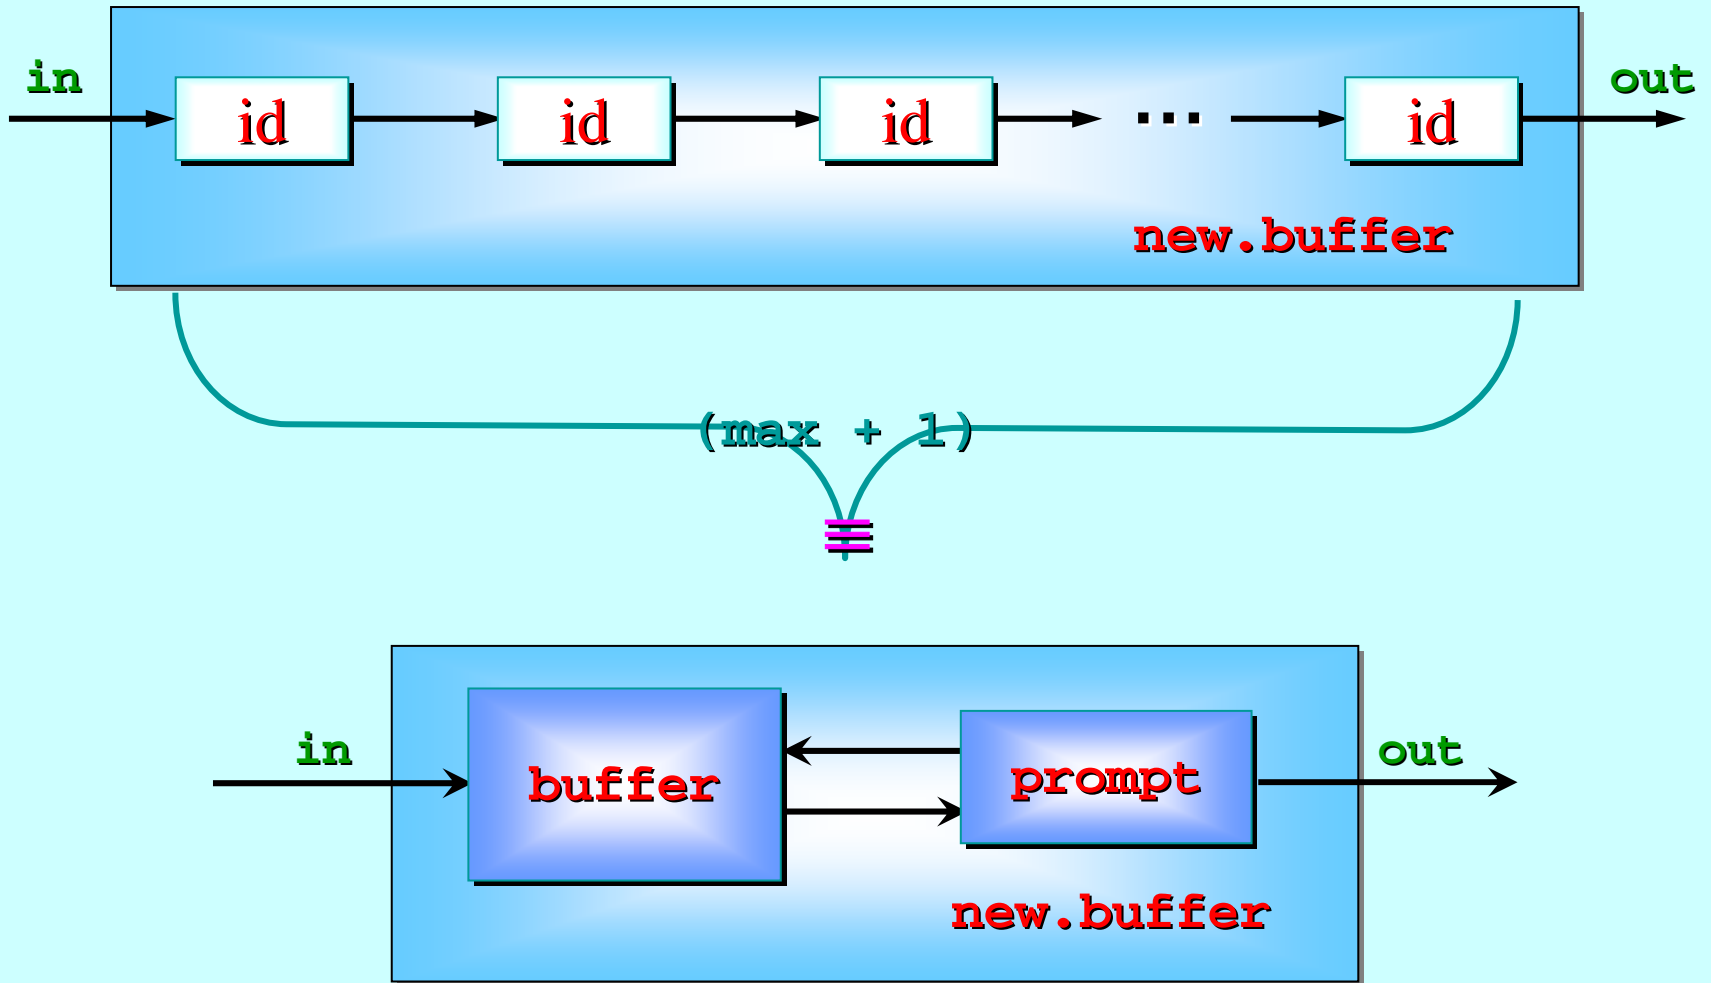 in out
id id id ... id
new.buffer
(max + 1)
≡
in buffer prompt out
new.buffer